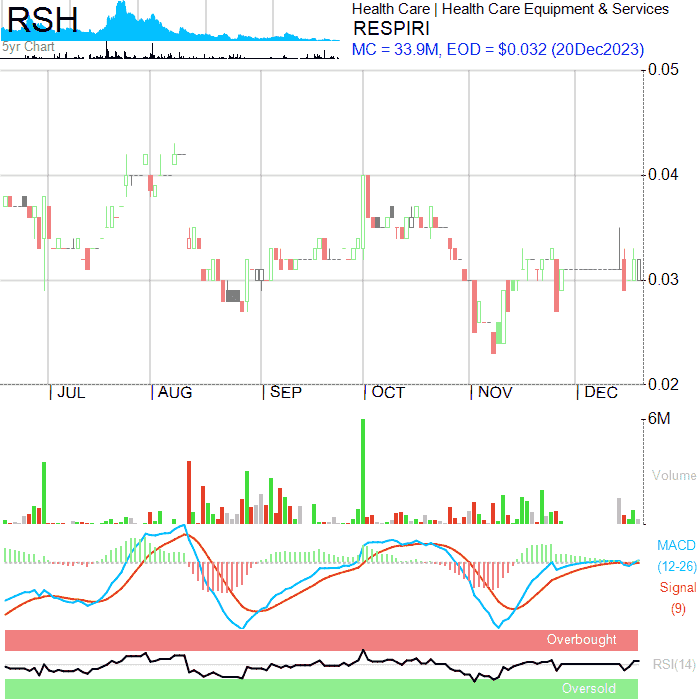 RSH
5yr Chart
Health Care | Health Care Equipment & Services
RESPIRI
MC = 33.9M, EOD = $0.032 (20Dec2023)
0.05
0.04
0.03
0.02
JUL AUG SEP OCT NOV DEC
6M
Volume
MACD
(12-26)
Signal
(9)
Overbought
RSI(14)
Oversold